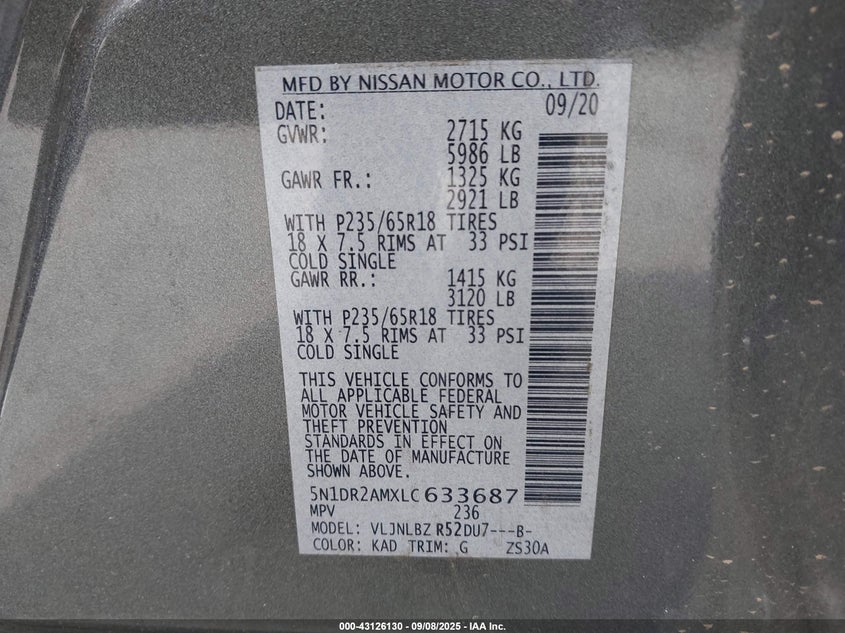 MFD BY NISSAN MOTOR CO., LTD.
DATE: 09/20
GVWR: 2715 KG
5986 LB
GAWR FR.: 1325 KG
2921 LB
WITH P235/65R18 TIRES
18 X 7.5 RIMS AT 33 PSI
COLD SINGLE
GAWR RR.: 1415 KG
3120 LB
WITH P235/65R18 TIRES
18 X 7.5 RIMS AT 33 PSI
COLD SINGLE
THIS VEHICLE CONFORMS TO
ALL APPLICABLE FEDERAL
MOTOR VEHICLE SAFETY AND
THEFT PREVENTION
STANDARDS IN EFFECT ON
THE DATE OF MANUFACTURE
SHOWN ABOVE.
5N1DR2AMXLC633687
MPV 236
MODEL: VLJNLBZ R52DU7---B-
COLOR: KAD TRIM: G ZS30A
000-43126130 - 09/08/2025 - IAA Inc.